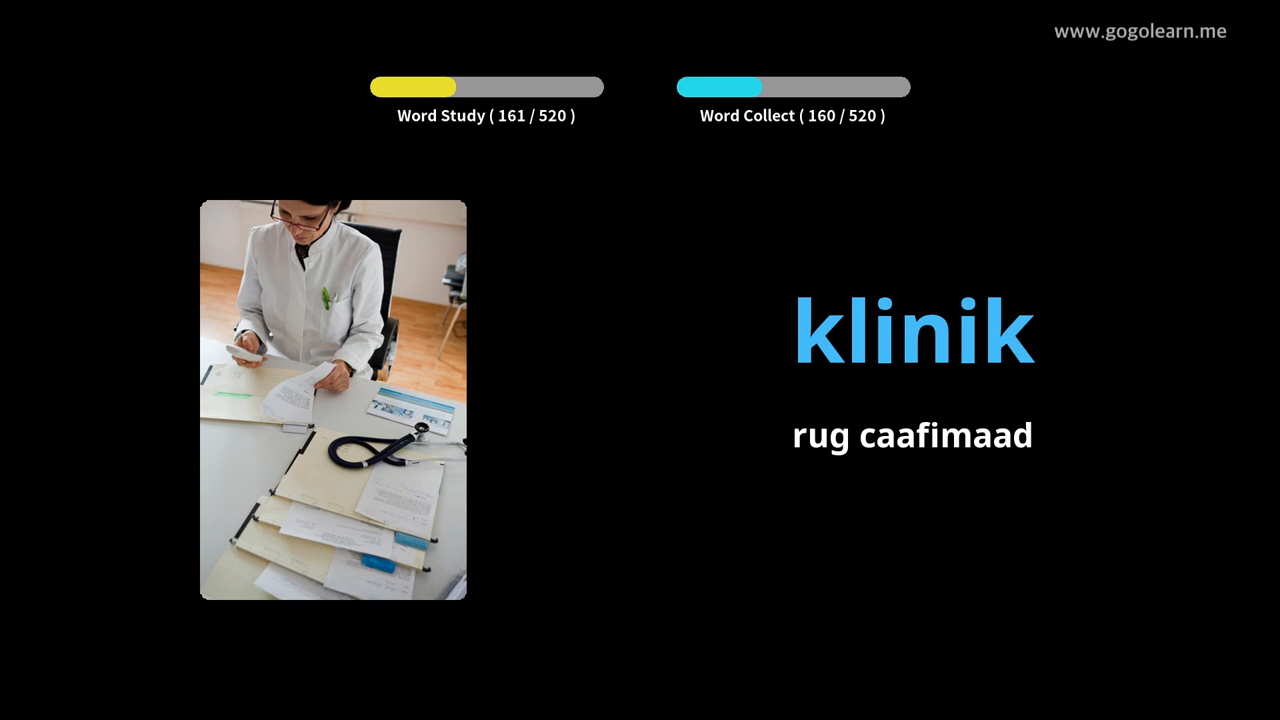 www.gogolearn.me
Word Study ( 161 / 520 )
Word Collect ( 160 / 520 )
klinik
rug caafimaad